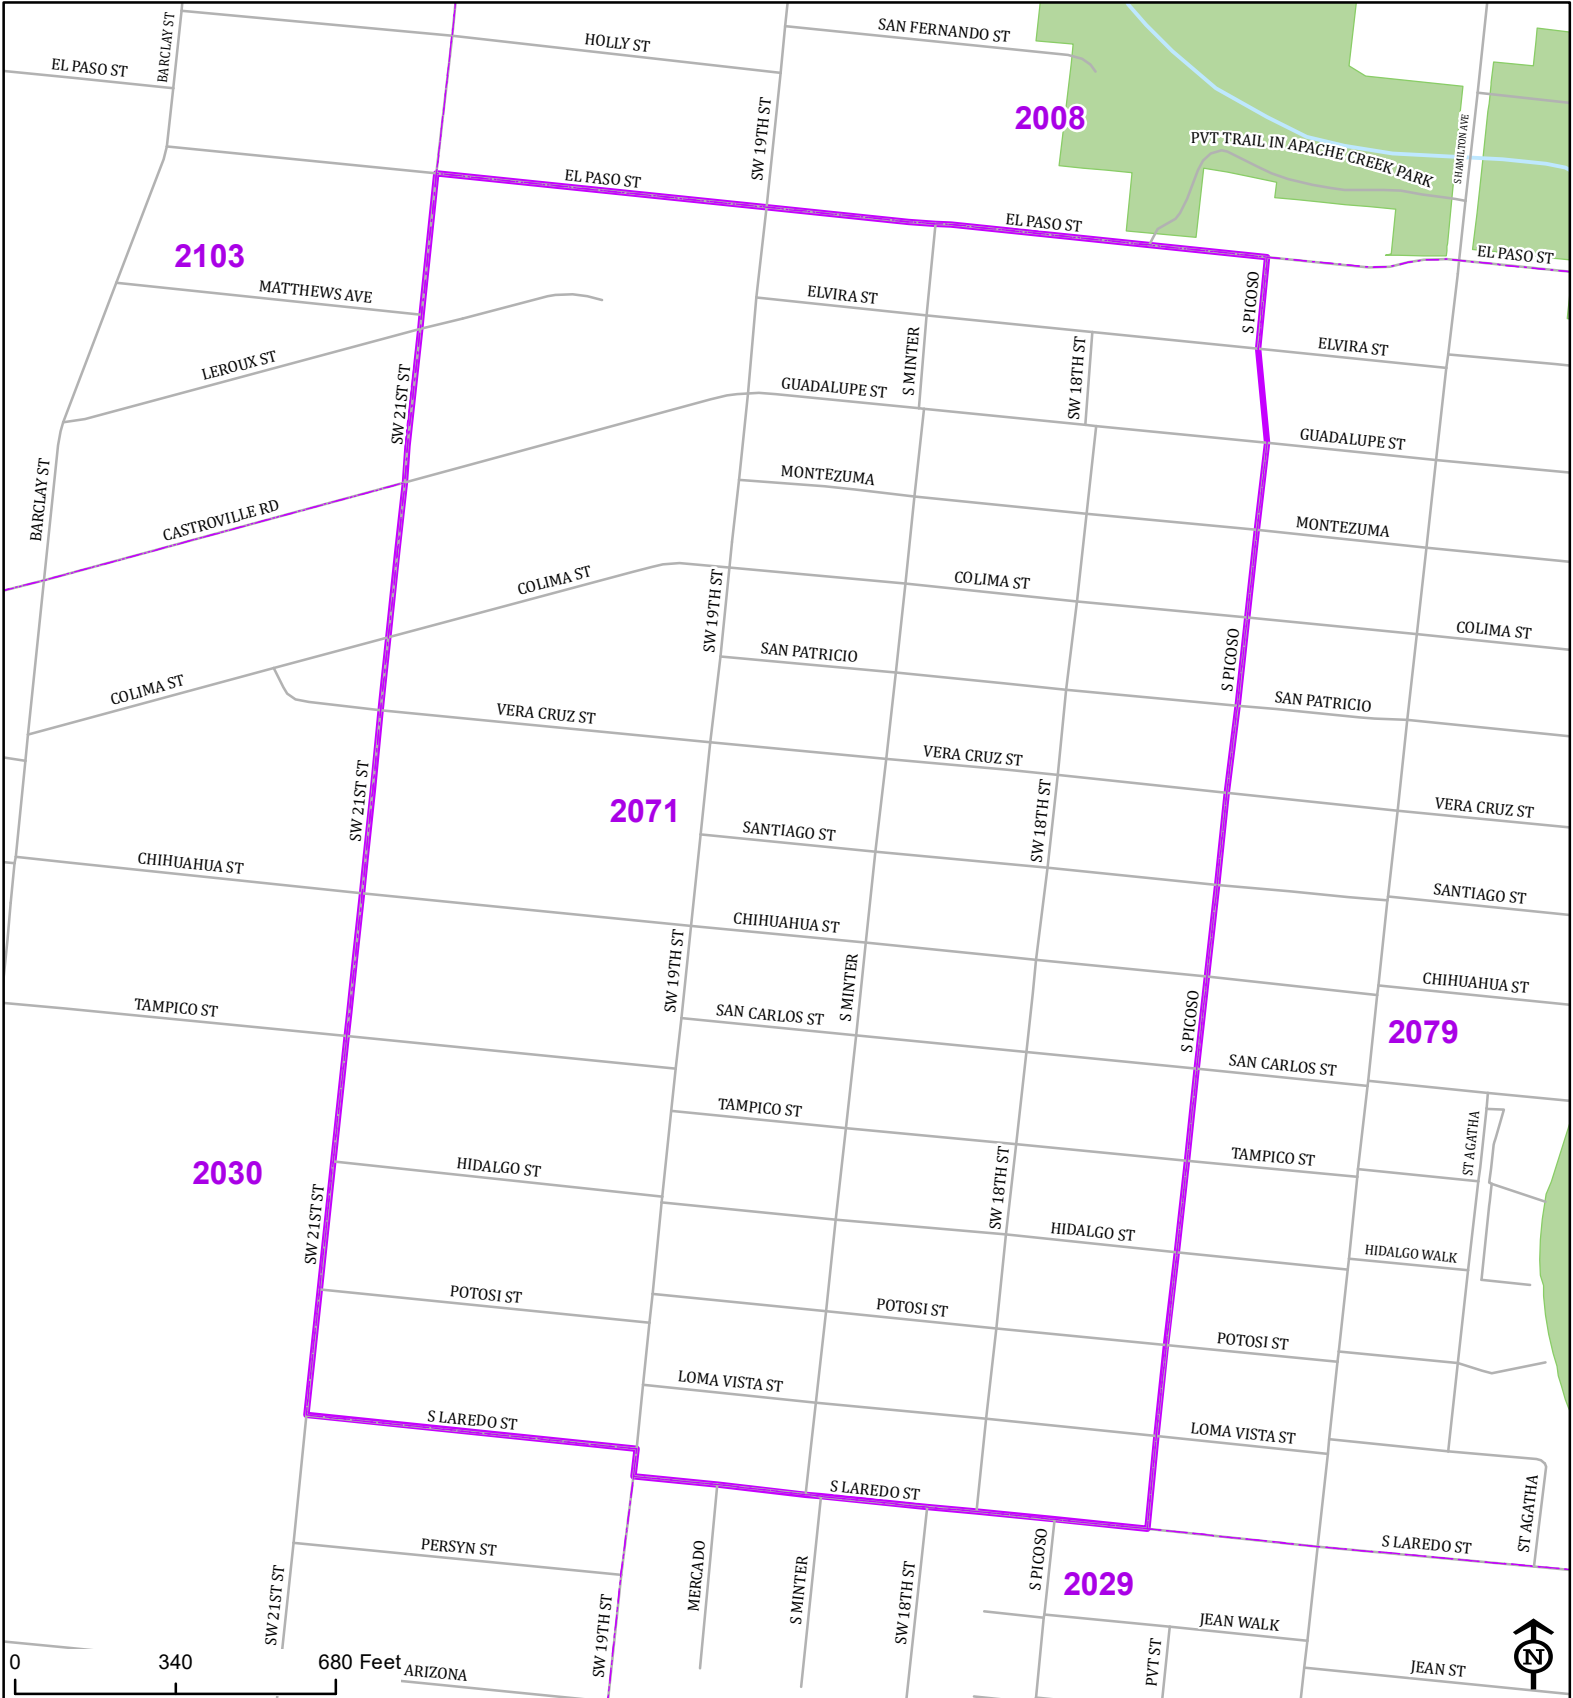 BARCLAY ST
HOLLY ST
SAN FERNANDO ST
EL PASO ST
SW 19TH ST
2008
S HAMILTON AVE
PVT TRAIL IN APACHE CREEK PARK
EL PASO ST
EL PASO ST
2103
EL PASO ST
MATTHEWS AVE
ELVIRA ST
S PICOSO
LEROUX ST
S MINTER
SW 18TH ST
ELVIRA ST
SW 21ST ST
GUADALUPE ST
GUADALUPE ST
BARCLAY ST
MONTEZUMA
CASTROVILLE RD
MONTEZUMA
COLIMA ST
COLIMA ST
SW 19TH ST
COLIMA ST
SAN PATRICIO
S PICOSO
COLIMA ST
SAN PATRICIO
VERA CRUZ ST
VERA CRUZ ST
SW 21ST ST
2071
SW 18TH ST
VERA CRUZ ST
SANTIAGO ST
CHIHUAHUA ST
SANTIAGO ST
CHIHUAHUA ST
SW 19TH ST
S MINTER
CHIHUAHUA ST
TAMPICO ST
SAN CARLOS ST
S PICOSO
2079
SAN CARLOS ST
TAMPICO ST
ST AGATHA
2030
HIDALGO ST
TAMPICO ST
SW 18TH ST
SW 21ST ST
HIDALGO ST
HIDALGO WALK
POTOSI ST
POTOSI ST
POTOSI ST
LOMA VISTA ST
S LAREDO ST
LOMA VISTA ST
S LAREDO ST
ST AGATHA
PERSYN ST
S LAREDO ST
MERCADO
S MINTER
SW 18TH ST
S PICOSO
2029
SW 21ST ST
SW 19TH ST
JEAN WALK
PVT ST
N
0 340 680 Feet
ARIZONA
JEAN ST